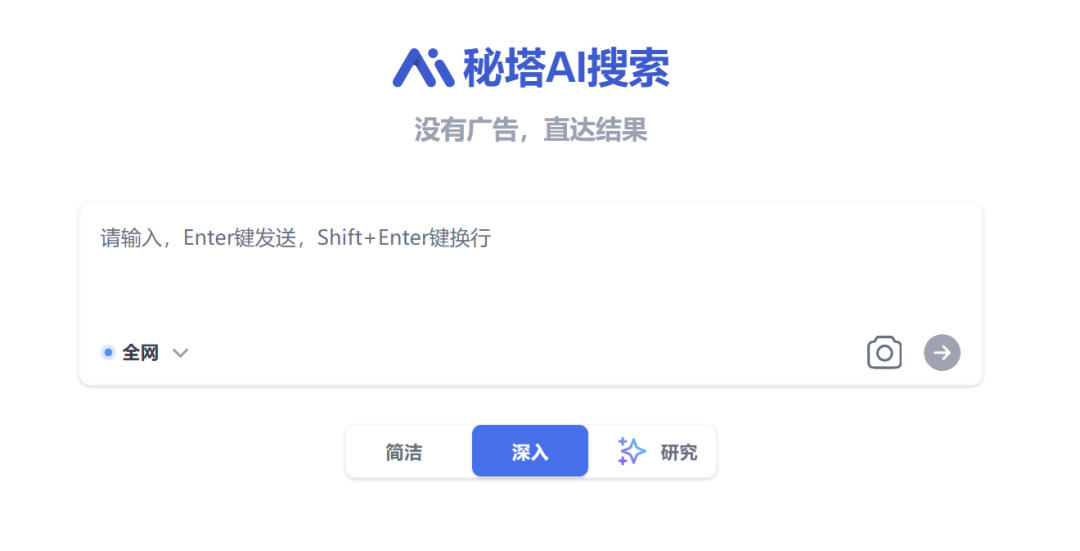 秘塔AI搜索
没有广告，直达结果
请输入，Enter键发送，Shift+Enter键换行
全网
简洁 深入 研究